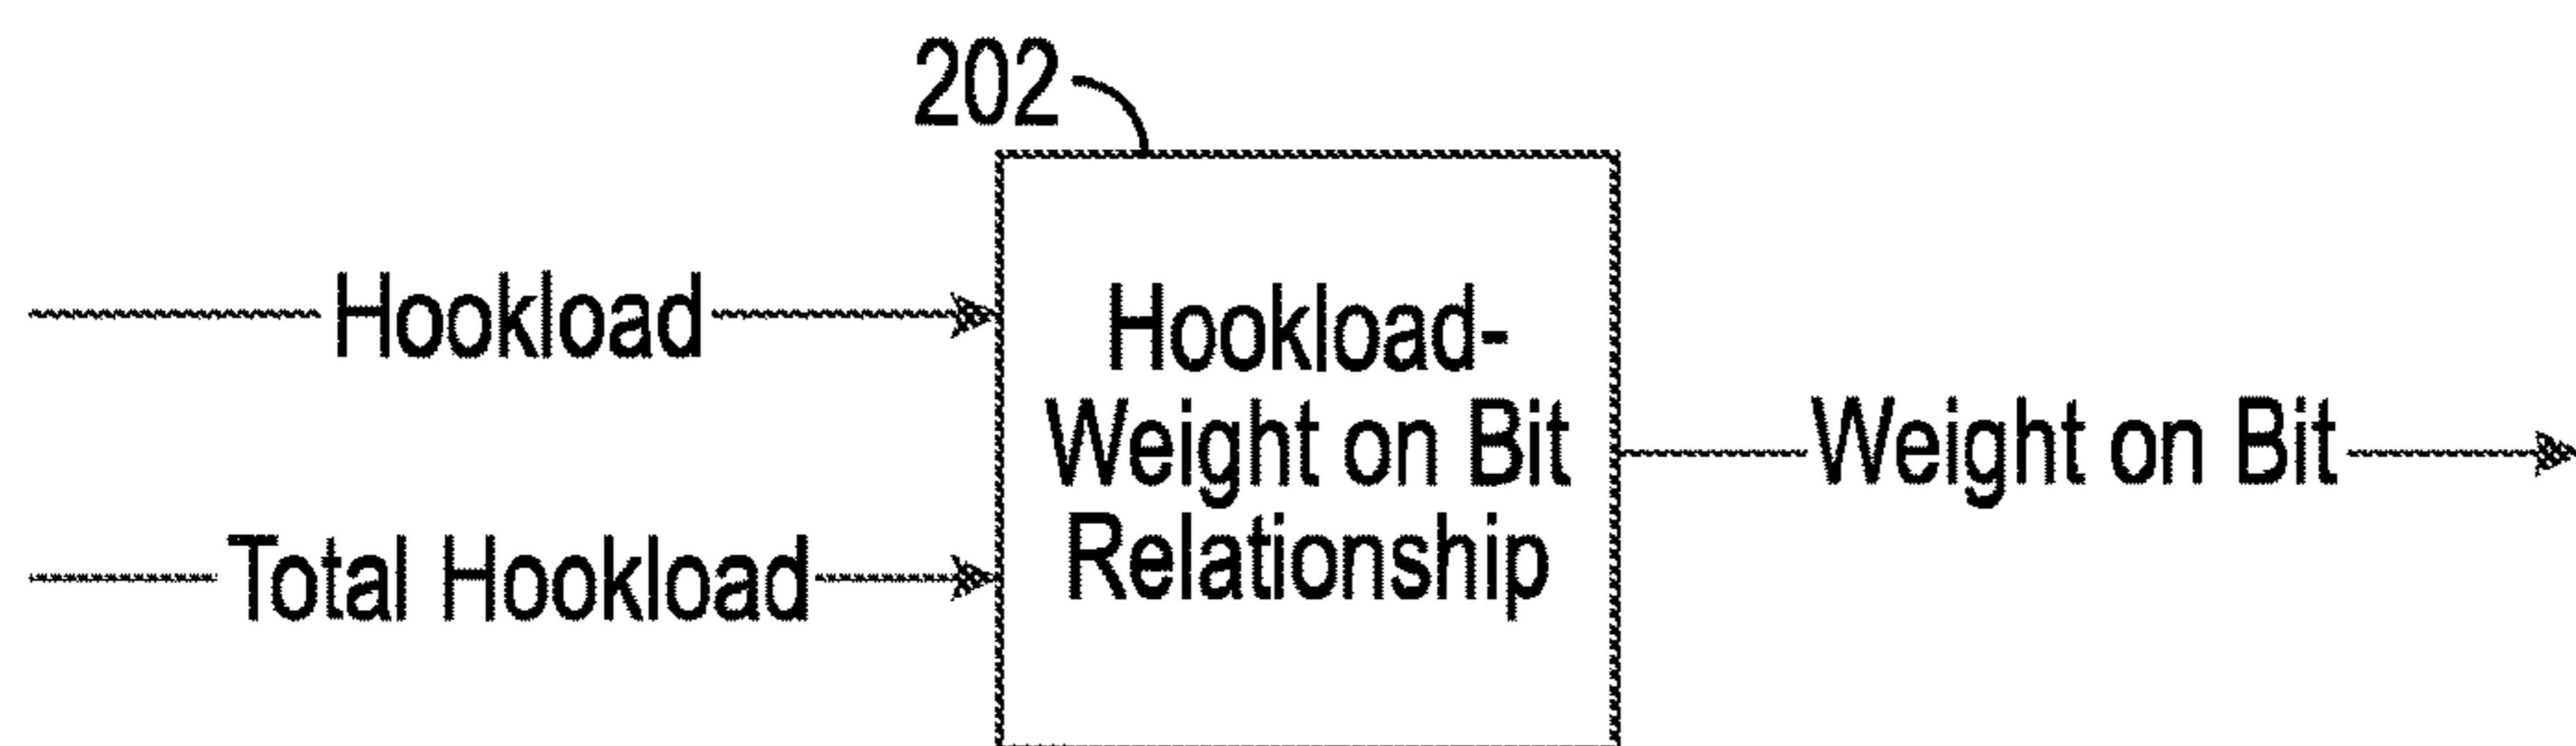 202
Hookload
Hookload-
Weight on Bit
Relationship
Weight on Bit
Total Hookload